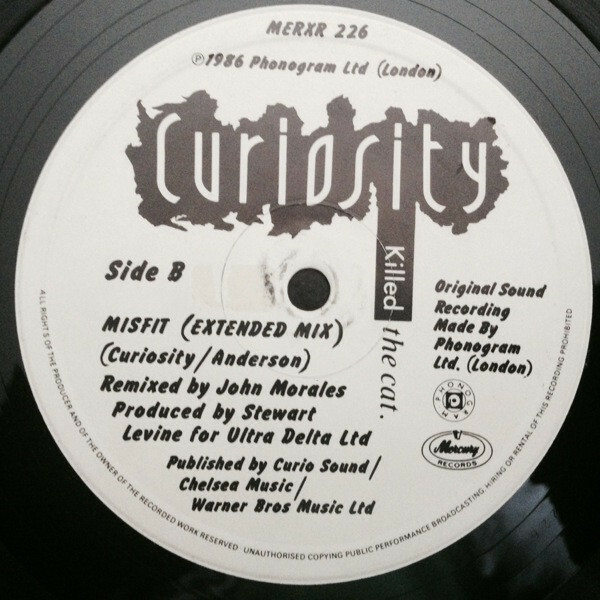 MERXR 226
℗1986 Phonogram Ltd (London)
Curiosity
Killed
the cat.
Side B
MISFIT (EXTENDED MIX)
(Curiosity/Anderson)
Remixed by John Morales
Produced by Stewart
Levine for Ultra Delta Ltd
Published by Curio Sound/
Chelsea Music/
Warner Bros Music Ltd
Original Sound
Recording
Made By
Phonogram
Ltd. (London)
PHONOGRAM
Mercury
RECORDS
ALL RIGHTS OF THE PRODUCER AND OF THE OWNER OF THE RECORDED WORK RESERVED · UNAUTHORISED COPYING PUBLIC PERFORMANCE BROADCASTING HIRING OR RENTAL OF THIS RECORDING PROHIBITED